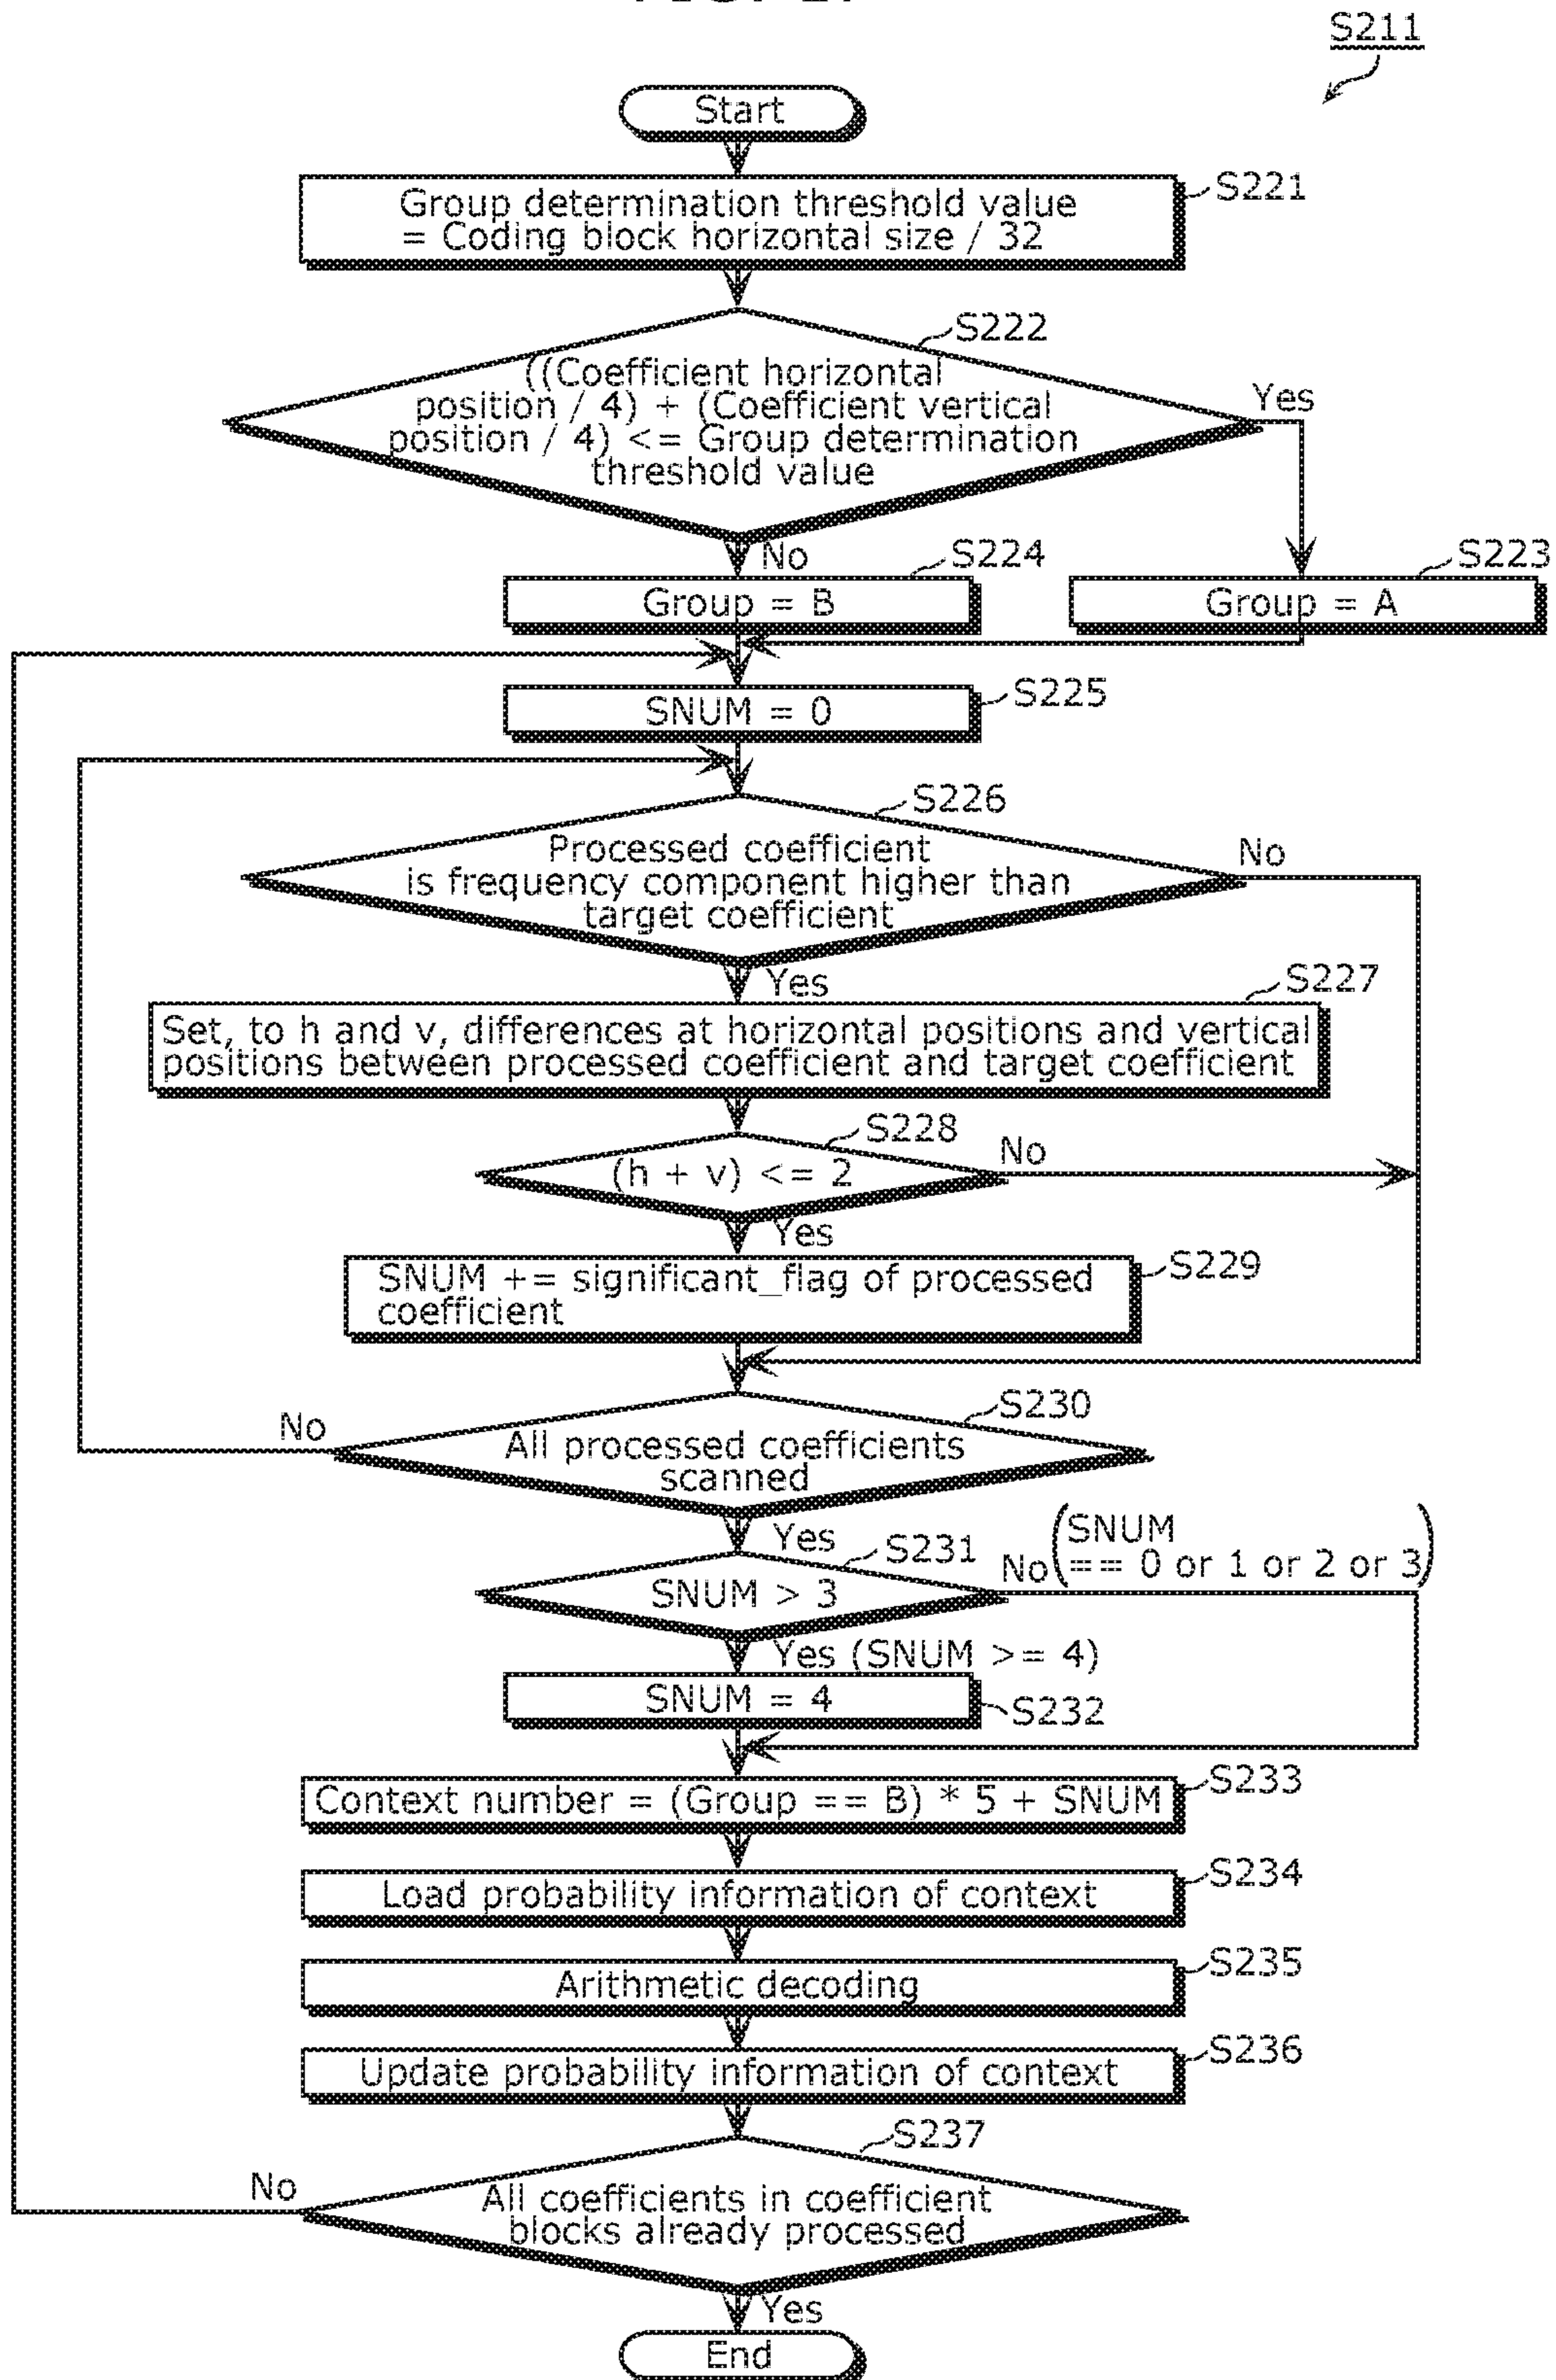 S211
Start
Group determination threshold value
= Coding block horizontal size / 32
S221
S222
((Coefficient horizontal
position / 4) + (Coefficient vertical
position / 4) <= Group determination
threshold value
Yes
No
S224
S223
Group = B
Group = A
SNUM = 0
S225
S226
Processed coefficient
is frequency component higher than
target coefficient
No
Yes
S227
Set, to h and v, differences at horizontal positions and vertical
positions between processed coefficient and target coefficient
S228
(h + v) <= 2
No
Yes
S229
SNUM += significant_flag of processed
coefficient
S230
No
All processed coefficients
scanned
Yes
S231
SNUM > 3
No (SNUM
== 0 or 1 or 2 or 3)
Yes (SNUM >= 4)
SNUM = 4
S232
Context number = (Group == B) * 5 + SNUM
S233
Load probability information of context
S234
Arithmetic decoding
S235
Update probability information of context
S236
S237
No
All coefficients in coefficient
blocks already processed
Yes
End